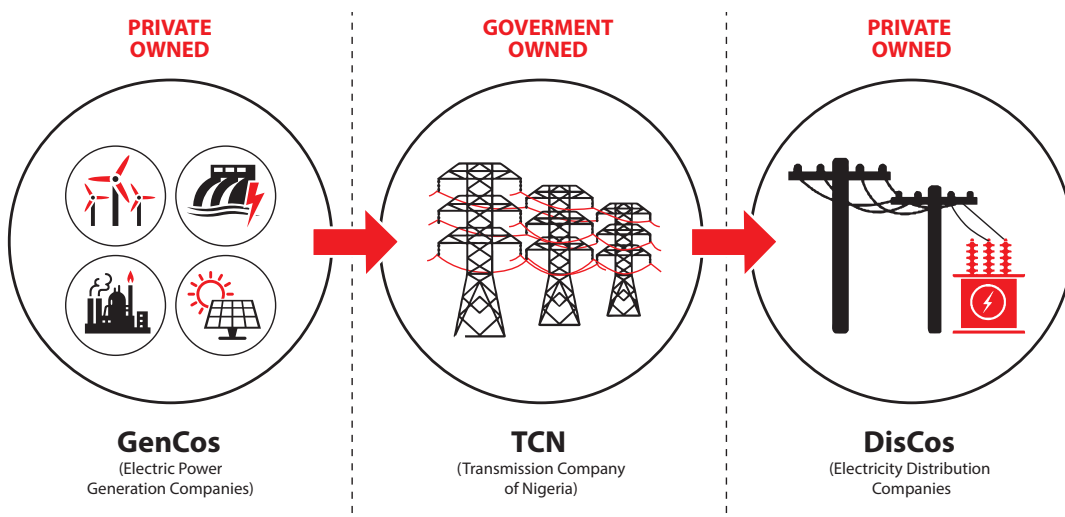 PRIVATE
OWNED
GOVERMENT
OWNED
PRIVATE
OWNED
GenCos
(Electric Power
Generation Companies)
TCN
(Transmission Company
of Nigeria)
DisCos
(Electricity Distribution
Companies